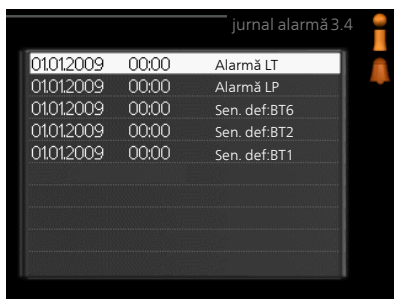 jurnal alarmă 3.4
01.01.2009 00:00 Alarmă LT
01.01.2009 00:00 Alarmă LP
01.01.2009 00:00 Sen. def:BT6
01.01.2009 00:00 Sen. def:BT2
01.01.2009 00:00 Sen. def:BT1